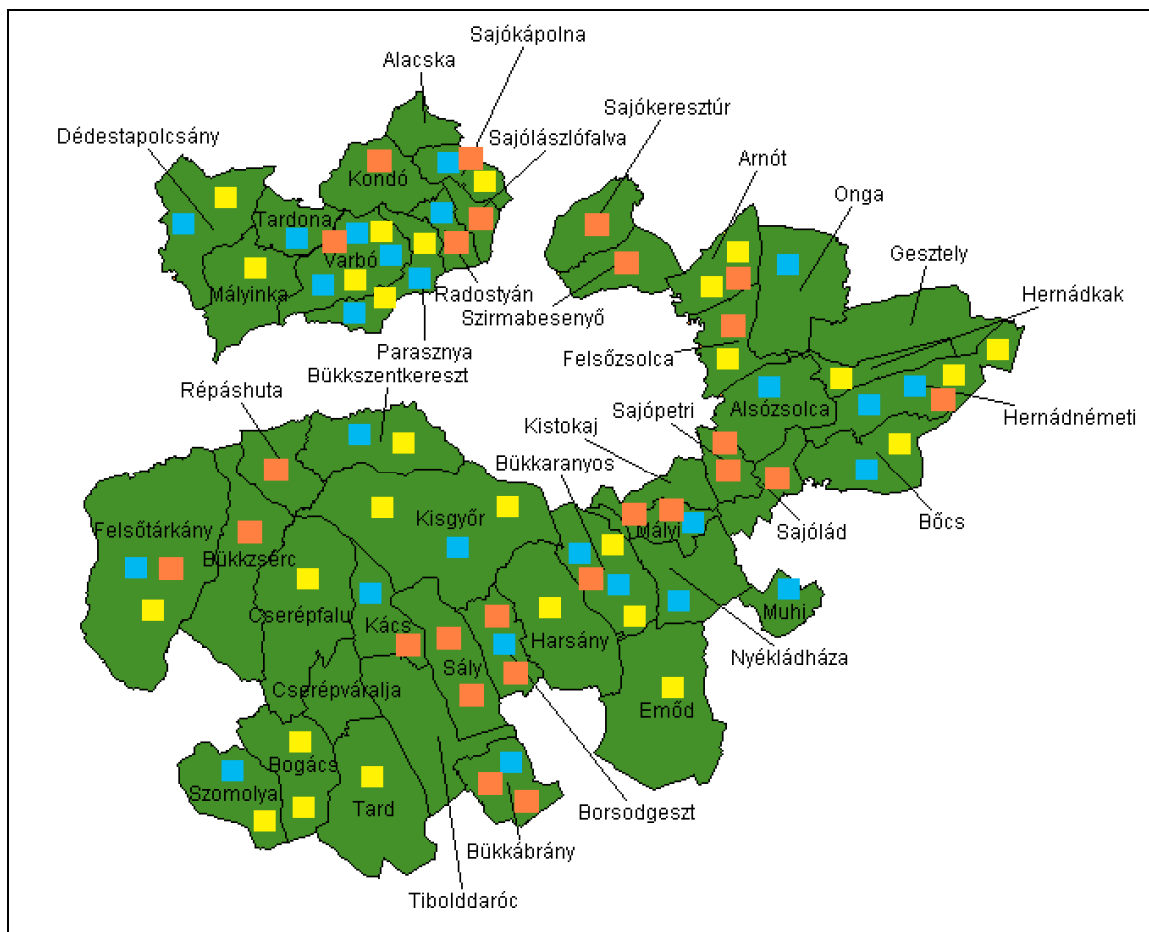 Sajókápolna
Alacska
Sajókeresztúr
Dédestapolcsány
Sajólászlófalva
Arnót
Kondó
Onga
Tardona
Gesztely
Varbó
Hernádkak
Mályinka
Radostyán
Szirmabesenyő
Parasznya
Felsőzsolca
Bükkszentkereszt
Répáshuta
Alsózsolca
Sajópetri
Hernádnémeti
Kistokaj
Bükkaranyos
Kisgyőr
Mályi
Bőcs
Felsőtárkány
Sajólád
Bükkzsérc
Cserépfalu
Muhi
Kács
Harsány
Nyékládháza
Sály
Cserépváralja
Emőd
Bogács
Szomolya
Tard
Borsodgeszt
Bükkábrány
Tibolddaróc